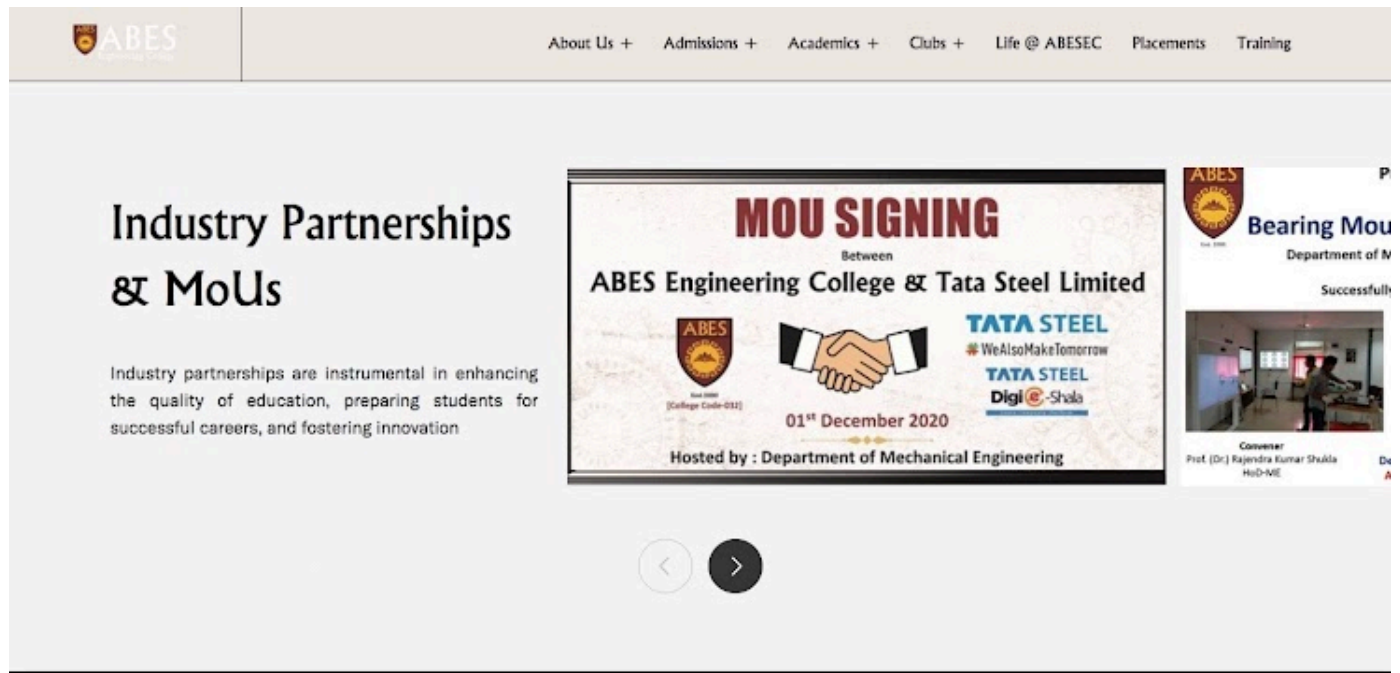 ABES
ABES
About Us +
Admissions +
Academics +
Clubs +
Life @ ABESEC
Placements
Training
Industry Partnerships
& MoUs
Industry partnerships are instrumental in enhancing
the quality of education, preparing students for
successful careers, and fostering innovation
MOU SIGNING
Between
ABES Engineering College & Tata Steel Limited
ABES
Estd. 2000
[College Code-032]
TATA STEEL
WeAlsoMakeTomorrow
TATA STEEL
Digi e-Shala
01st December 2020
Hosted by : Department of Mechanical Engineering
ABES
Bearing Mou
Department of M
Successfully
Convener
Prof. (Dr.) Rajendra Kumar Shukla
HoD-ME